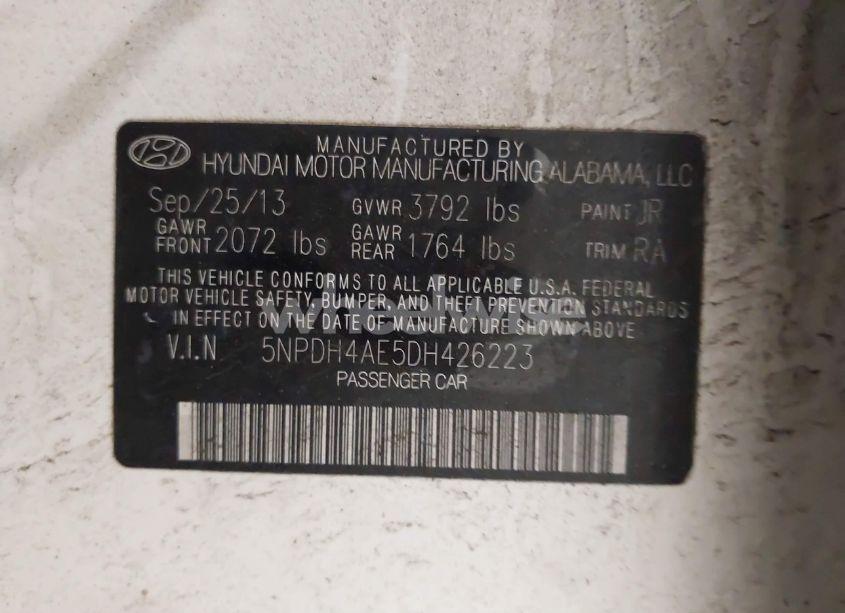 MANUFACTURED BY
HYUNDAI MOTOR MANUFACTURING ALABAMA, LLC
Sep/25/13 GVWR 3792 lbs PAINT JR
GAWR FRONT 2072 lbs GAWR REAR 1764 lbs TRIM RA
THIS VEHICLE CONFORMS TO ALL APPLICABLE U.S.A. FEDERAL
MOTOR VEHICLE SAFETY, BUMPER, AND THEFT PREVENTION STANDARDS
IN EFFECT ON THE DATE OF MANUFACTURE SHOWN ABOVE.
V.I.N 5NPDH4AE5DH426223
PASSENGER CAR